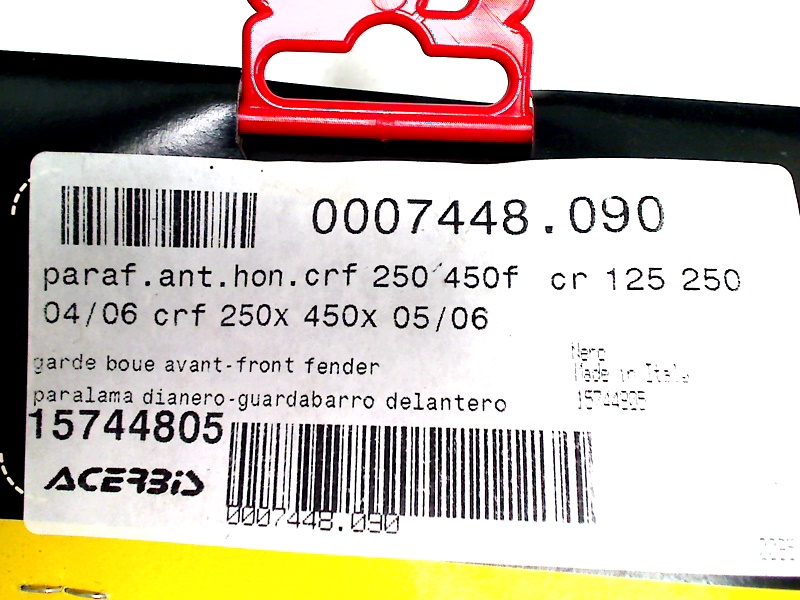 0007448.090
paraf.ant.hon.crf 250 450f cr 125 250
04/06 crf 250x 450x 05/06
garde boue avant-front fender
paralama dianero-guardabarro delantero
Nero
Made in Italy
15744805
15744805
ACERBIS
0007448.090